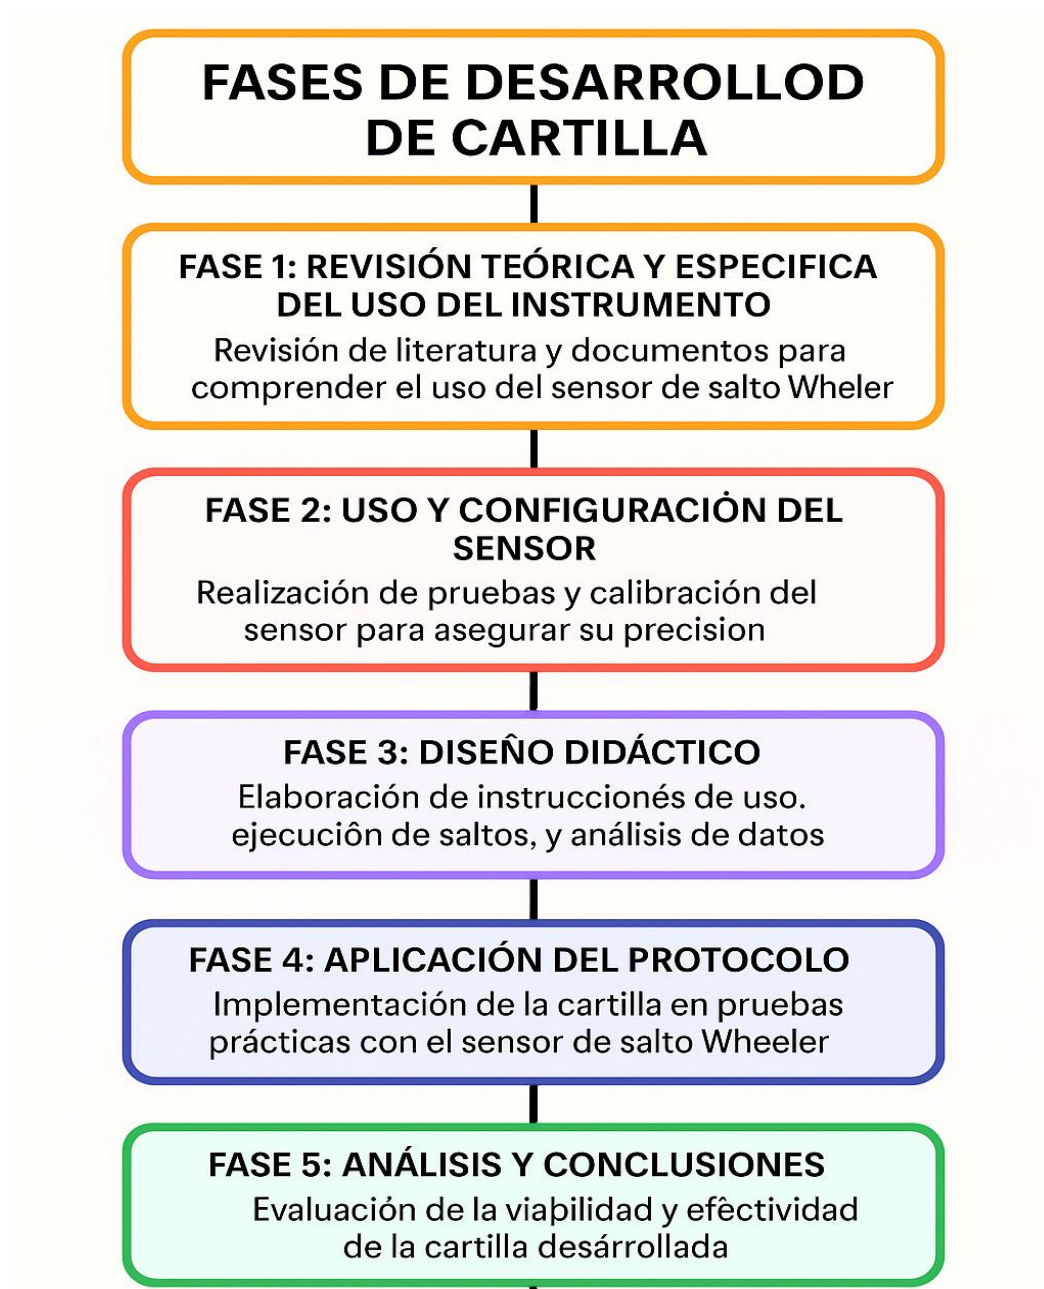 FASES DE DESARROLLOD
DE CARTILLA
FASE 1: REVISIÓN TEÓRICA Y ESPECIFICA
DEL USO DEL INSTRUMENTO
Revisión de literatura y documentos para
comprender el uso del sensor de salto Wheler
FASE 2: USO Y CONFIGURACIȮN DEL
SENSOR
Realización de pruebas y calibración del
sensor para asegurar su precision
FASE 3: DISEN̂O DIDÁCTICO
Elaboración de instruccionés de uso.
ejecuciôn de saltos, y análisis de datos
FASE 4: APLICACIÓN DEL PROTOCOLO
Implementación de la cartilla en pruebas
prácticas con el sensor de salto Wheeler
FASE 5: ANÁLISIS Y CONCLUSIONES
Evaluación de la viaþilidad y efêctividad
de la cartilla desárrollada